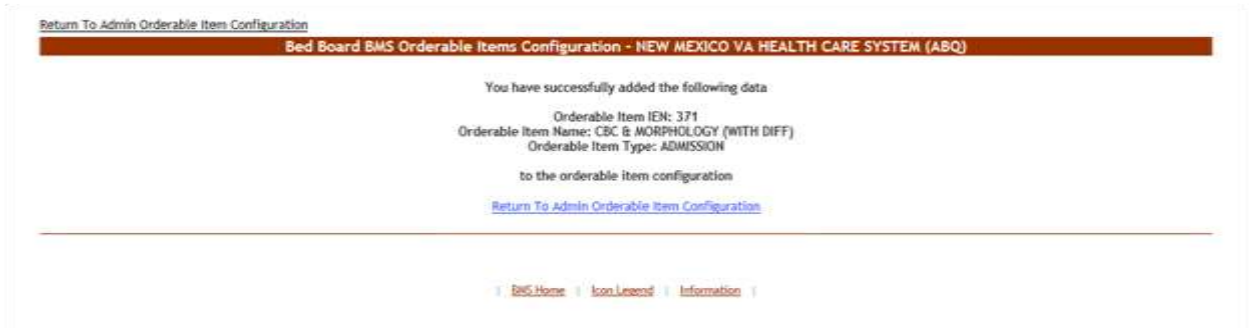 Return To Admin Orderable Item Configuration
Bed Board BMS Orderable Items Configuration - NEW MEXICO VA HEALTH CARE SYSTEM (ABQ)
You have successfully added the following data
Orderable Item IEN: 371
Orderable Item Name: CBC & MORPHOLOGY (WITH DIFF)
Orderable Item Type: ADMISSION
to the orderable item configuration
Return To Admin Orderable Item Configuration
| BMS Home | Icon Legend | Information |